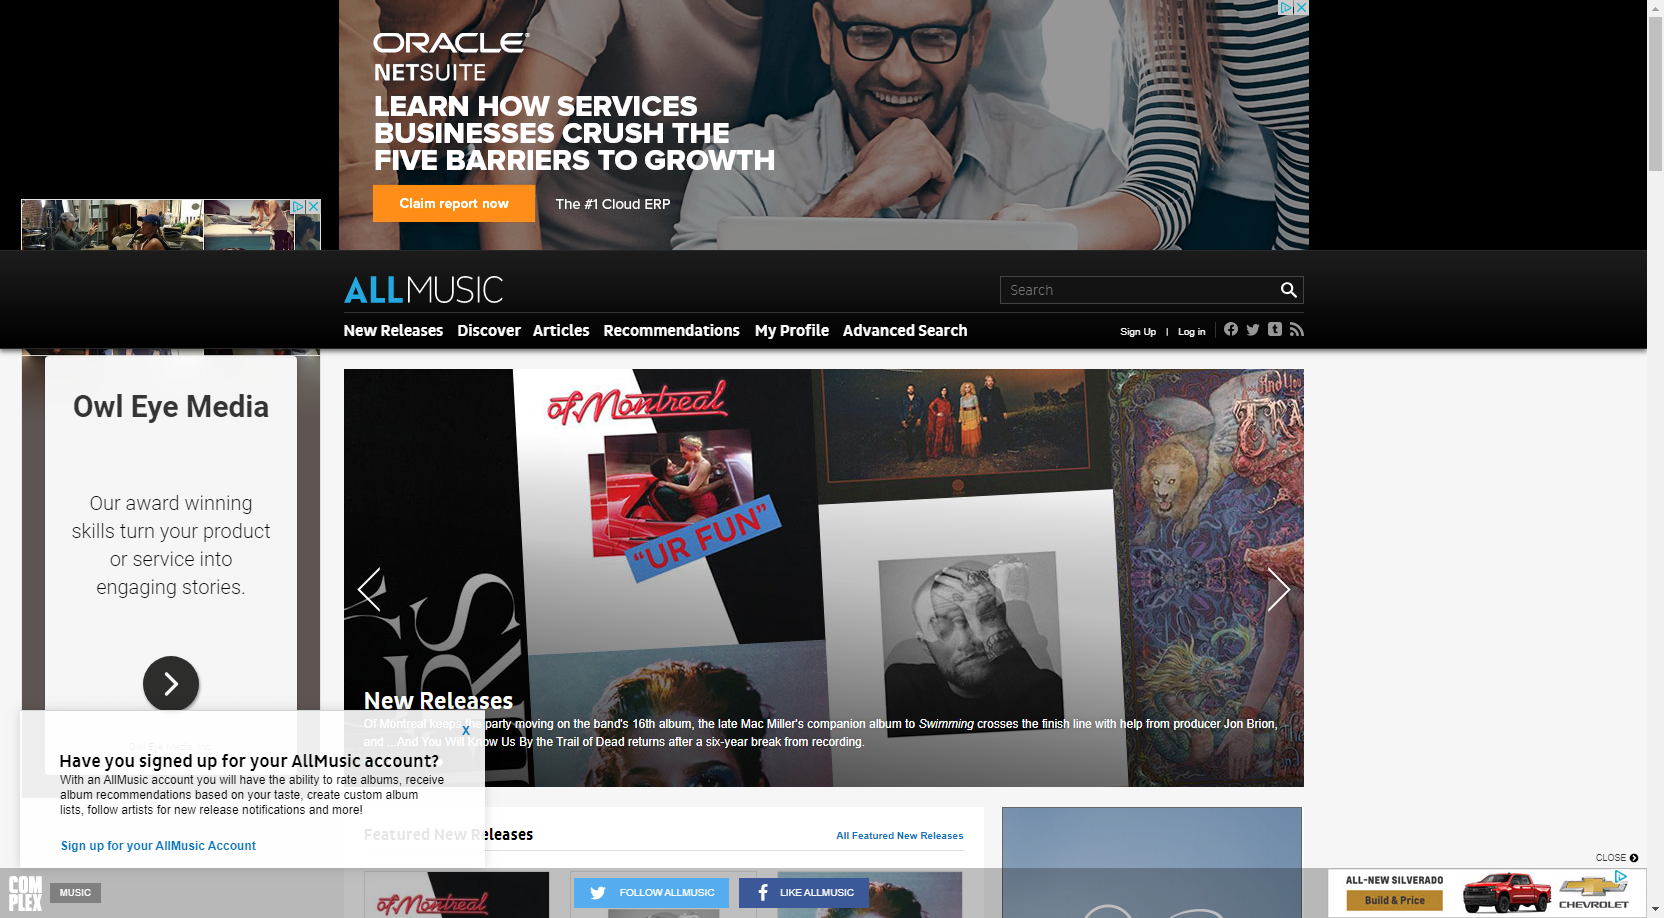 ORACLE
NETSUITE
LEARN HOW SERVICES
BUSINESSES CRUSH THE
FIVE BARRIERS TO GROWTH
Claim report now
The #1 Cloud ERP
ALLMUSIC
Search
New Releases Discover Articles Recommendations My Profile Advanced Search
Sign Up | Log in
Owl Eye Media
Our award winning
skills turn your product
or service into
engaging stories.
of Montreal
"UR FUN"
And You
TRA
RS
New Releases
Of Montreal keeps the party moving on the band's 16th album, the late Mac Miller's companion album to Swimming crosses the finish line with help from producer Jon Brion,
and ...And You Will Know Us By the Trail of Dead returns after a six-year break from recording.
X
Have you signed up for your AllMusic account?
With an AllMusic account you will have the ability to rate albums, receive
album recommendations based on your taste, create custom album
lists, follow artists for new release notifications and more!
Sign up for your AllMusic Account
Featured New Releases
All Featured New Releases
of Montreal
CLOSE
COMPLEX
MUSIC
FOLLOW ALLMUSIC
LIKE ALLMUSIC
ALL-NEW SILVERADO
Build & Price
CHEVROLET